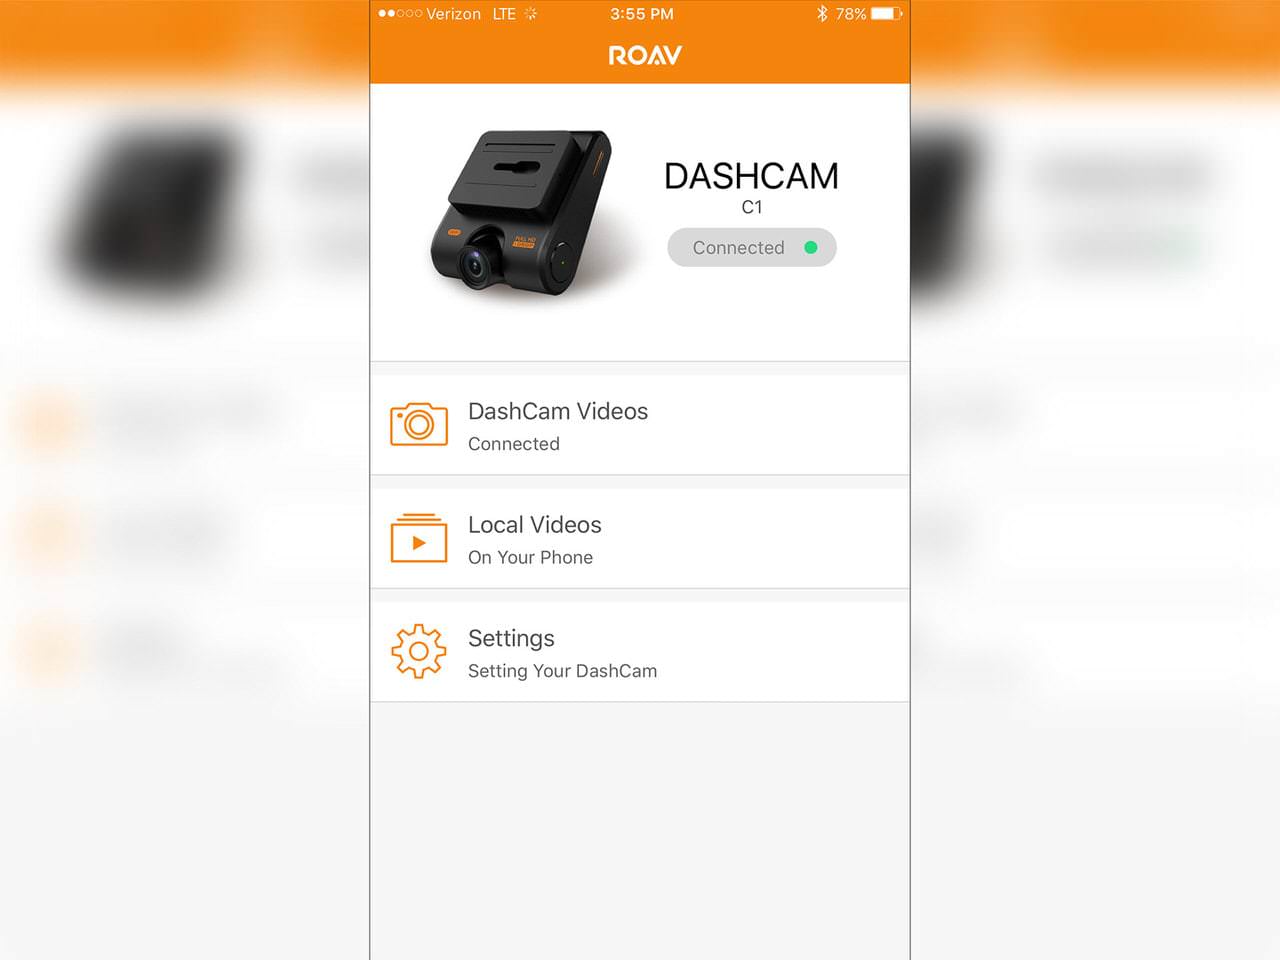 Verizon LTE 3:55 PM 78%
ROAV
DASHCAM
C1
Connected
FULL HD
1080P
DashCam Videos
Connected
Local Videos
On Your Phone
Settings
Setting Your DashCam